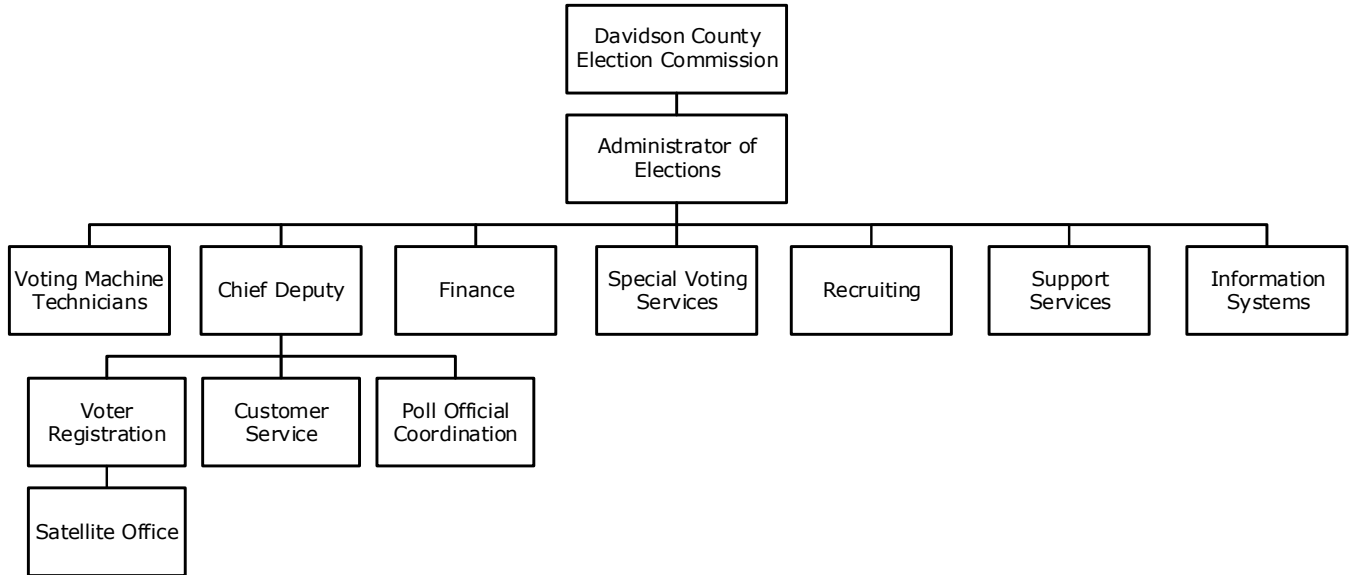 Davidson County
Election Commission
Administrator of
Elections
Voting Machine
Technicians
Chief Deputy
Finance
Special Voting
Services
Recruiting
Support
Services
Information
Systems
Voter
Registration
Customer
Service
Poll Official
Coordination
Satellite Office